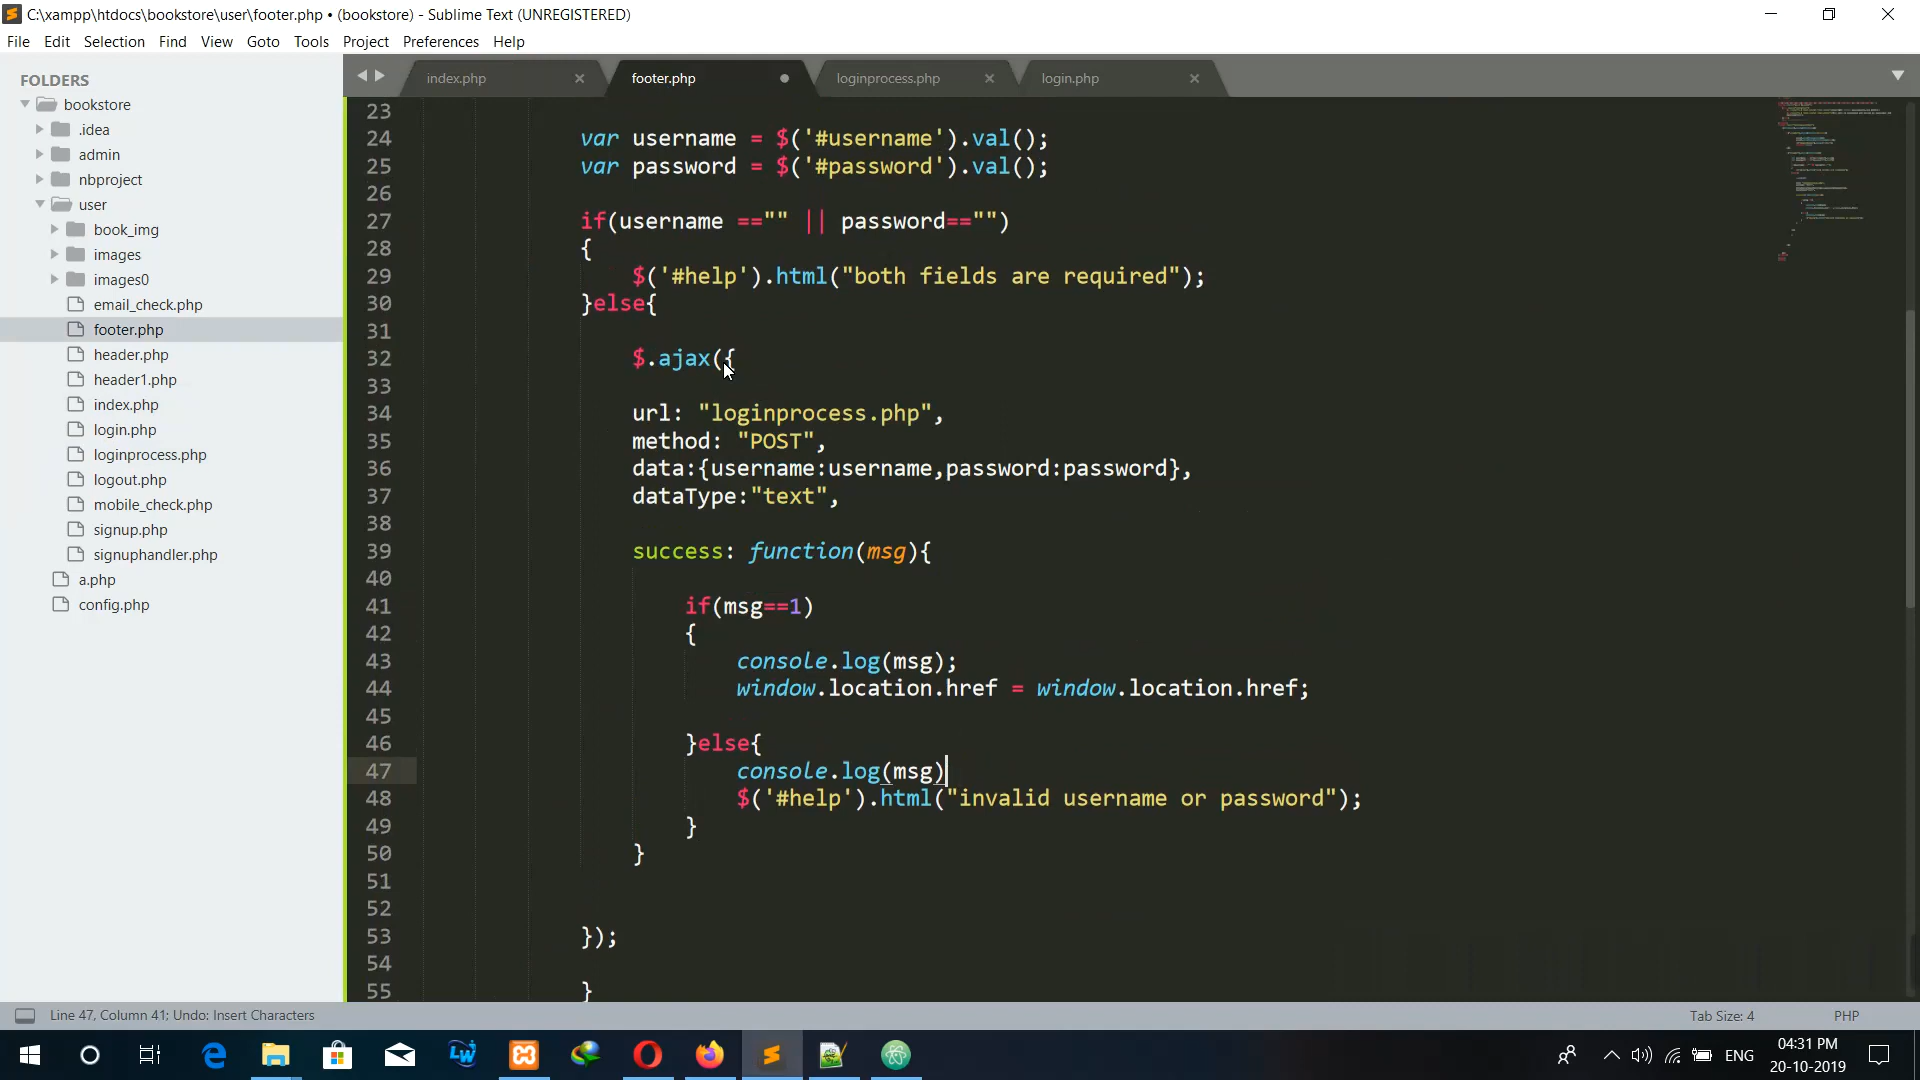 C:\xampp\htdocs\bookstore\user\footer.php • (bookstore) - Sublime Text (UNREGISTERED)
File Edit Selection Find View Goto Tools Project Preferences Help
FOLDERS
bookstore
.idea
admin
nbproject
user
book_img
images
images0
email_check.php
footer.php
header.php
header1.php
index.php
login.php
loginprocess.php
logout.php
mobile_check.php
signup.php
signuphandler.php
a.php
config.php
index.php footer.php loginprocess.php login.php
23
24 var username = $('#username').val();
25 var password = $('#password').val();
26
27 if(username =="" || password=="")
28 {
29 $('#help').html("both fields are required");
30 }else{
31
32 $.ajax({
33
34 url: "loginprocess.php",
35 method: "POST",
36 data:{username:username,password:password},
37 dataType:"text",
38
39 success: function(msg){
40
41 if(msg==1)
42 {
43 console.log(msg);
44 window.location.href = window.location.href;
45
46 }else{
47 console.log(msg)
48 $('#help').html("invalid username or password");
49 }
50 }
51
52
53 });
54
55 }
Line 47, Column 41; Undo: Insert Characters Tab Size: 4 PHP
ENG 04:31 PM
20-10-2019